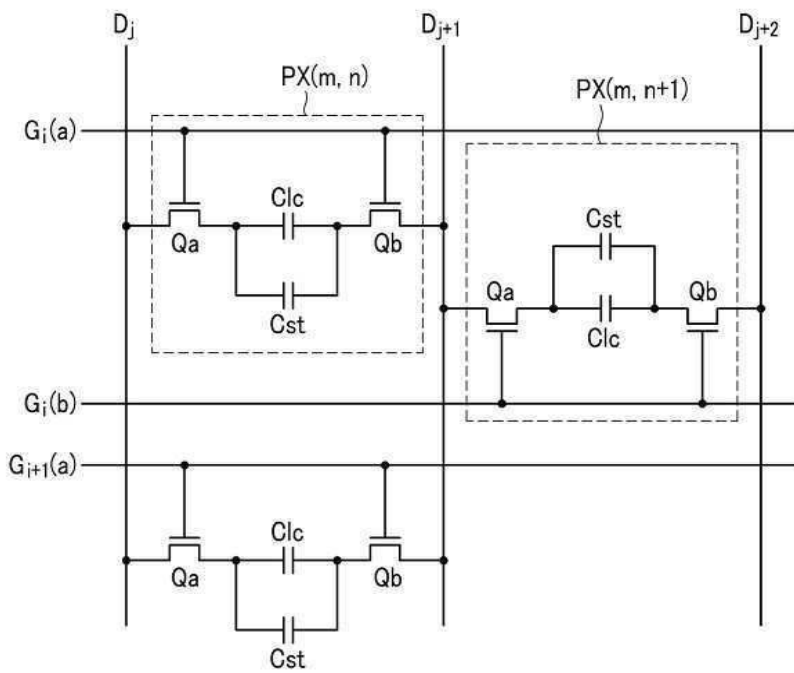 Dj Dj+1 Dj+2
PX(m, n)
PX(m, n+1)
Gi(a)
Clc
Qa Qb
Cst
Cst
Qa Qb
Clc
Gi(b)
Gi+1(a)
Clc
Qa Qb
Cst